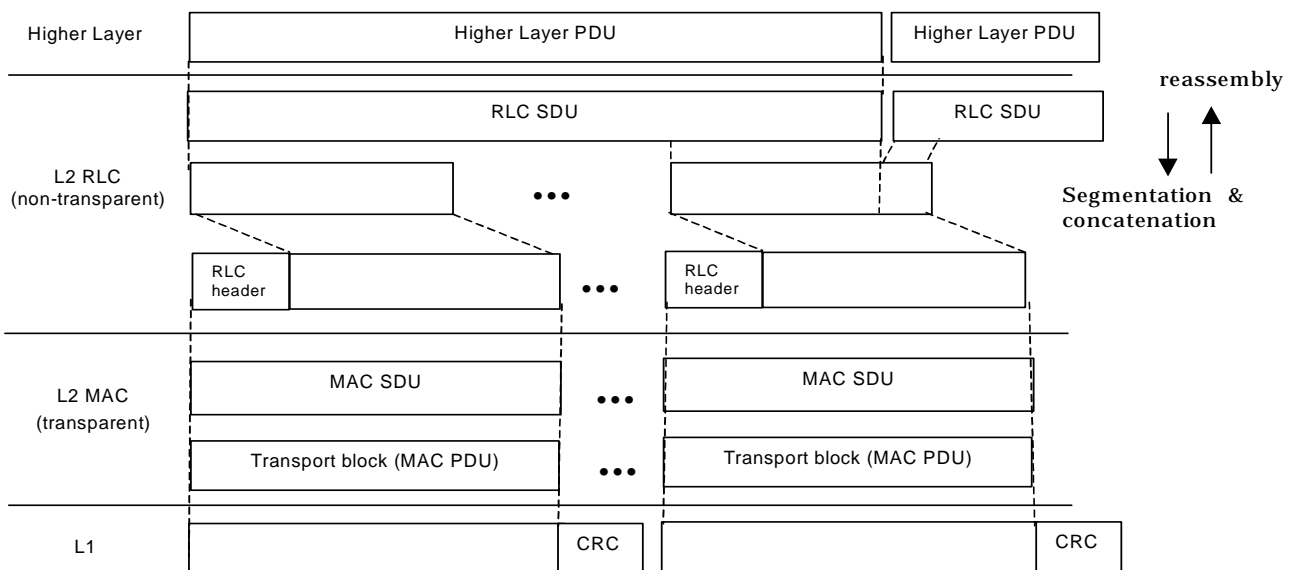 Higher Layer
Higher Layer PDU
Higher Layer PDU
reassembly
RLC SDU
RLC SDU
L2 RLC
(non-transparent)
Segmentation &
concatenation
RLC
header
RLC
header
L2 MAC
(transparent)
MAC SDU
MAC SDU
Transport block (MAC PDU)
Transport block (MAC PDU)
L1
CRC
CRC